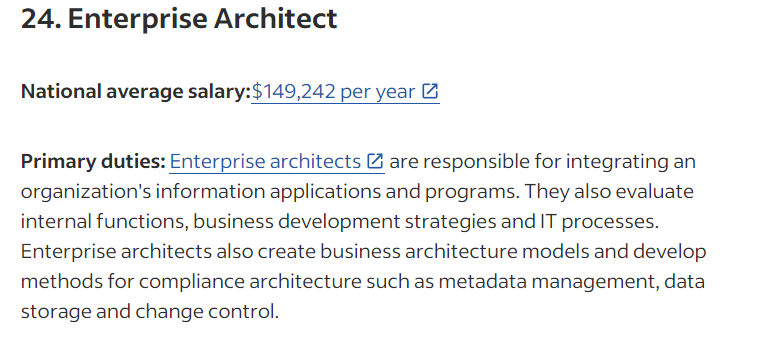 24. Enterprise Architect
National average salary:$149,242 per year
Primary duties: Enterprise architects are responsible for integrating an
organization's information applications and programs. They also evaluate
internal functions, business development strategies and IT processes.
Enterprise architects also create business architecture models and develop
methods for compliance architecture such as metadata management, data
storage and change control.